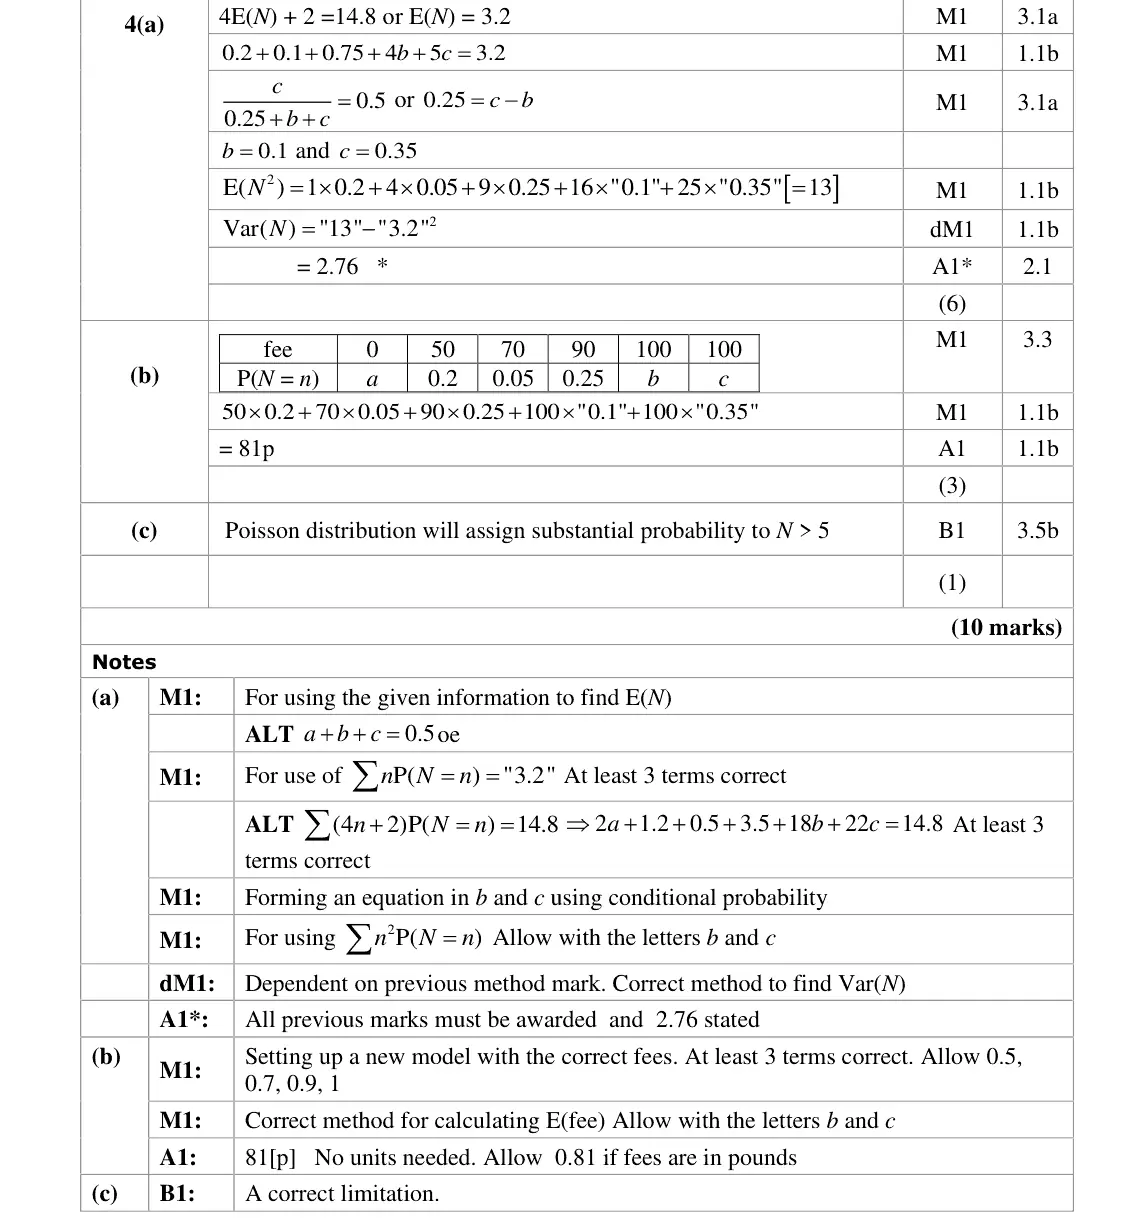 4(a)
4E(N) + 2 =14.8 or E(N) = 3.2 M1 3.1a
0.2 + 0.1 + 0.75 + 4b + 5c = 3.2 M1 1.1b
c/(0.25 + b + c) = 0.5 or 0.25 = c − b M1 3.1a
b = 0.1 and c = 0.35
E(N²) = 1×0.2 + 4×0.05 + 9×0.25 + 16×"0.1" + 25×"0.35" [= 13] M1 1.1b
Var(N) = "13" − "3.2"² dM1 1.1b
= 2.76 * A1* 2.1
(6)
(b)
fee 0 50 70 90 100 100 M1 3.3
P(N = n) a 0.2 0.05 0.25 b c
50×0.2 + 70×0.05 + 90×0.25 + 100×"0.1" + 100×"0.35" M1 1.1b
= 81p A1 1.1b
(3)
(c) Poisson distribution will assign substantial probability to N > 5 B1 3.5b
(1)
(10 marks)
Notes
(a) M1: For using the given information to find E(N)
ALT a + b + c = 0.5 oe
M1: For use of ∑nP(N = n) = "3.2" At least 3 terms correct
ALT ∑(4n + 2)P(N = n) = 14.8 ⇒ 2a + 1.2 + 0.5 + 3.5 + 18b + 22c = 14.8 At least 3
terms correct
M1: Forming an equation in b and c using conditional probability
M1: For using ∑n²P(N = n) Allow with the letters b and c
dM1: Dependent on previous method mark. Correct method to find Var(N)
A1*: All previous marks must be awarded and 2.76 stated
(b) M1: Setting up a new model with the correct fees. At least 3 terms correct. Allow 0.5,
0.7, 0.9, 1
M1: Correct method for calculating E(fee) Allow with the letters b and c
A1: 81[p] No units needed. Allow 0.81 if fees are in pounds
(c) B1: A correct limitation.